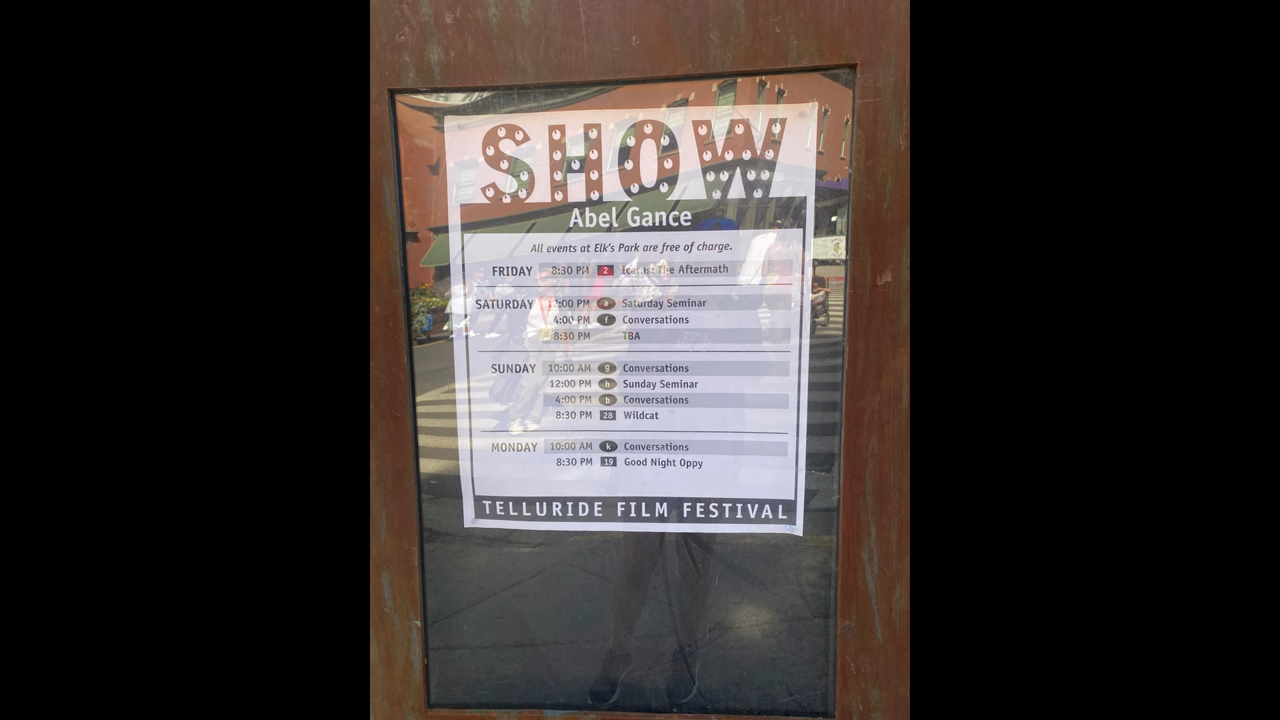 SHOW
Abel Gance
All events at Elk's Park are free of charge.
FRIDAY 8:30 PM 2 Icarus: The Aftermath
SATURDAY 12:00 PM a Saturday Seminar
4:00 PM f Conversations
8:30 PM TBA
SUNDAY 10:00 AM g Conversations
12:00 PM h Sunday Seminar
4:00 PM b Conversations
8:30 PM 28 Wildcat
MONDAY 10:00 AM k Conversations
8:30 PM 19 Good Night Oppy
TELLURIDE FILM FESTIVAL